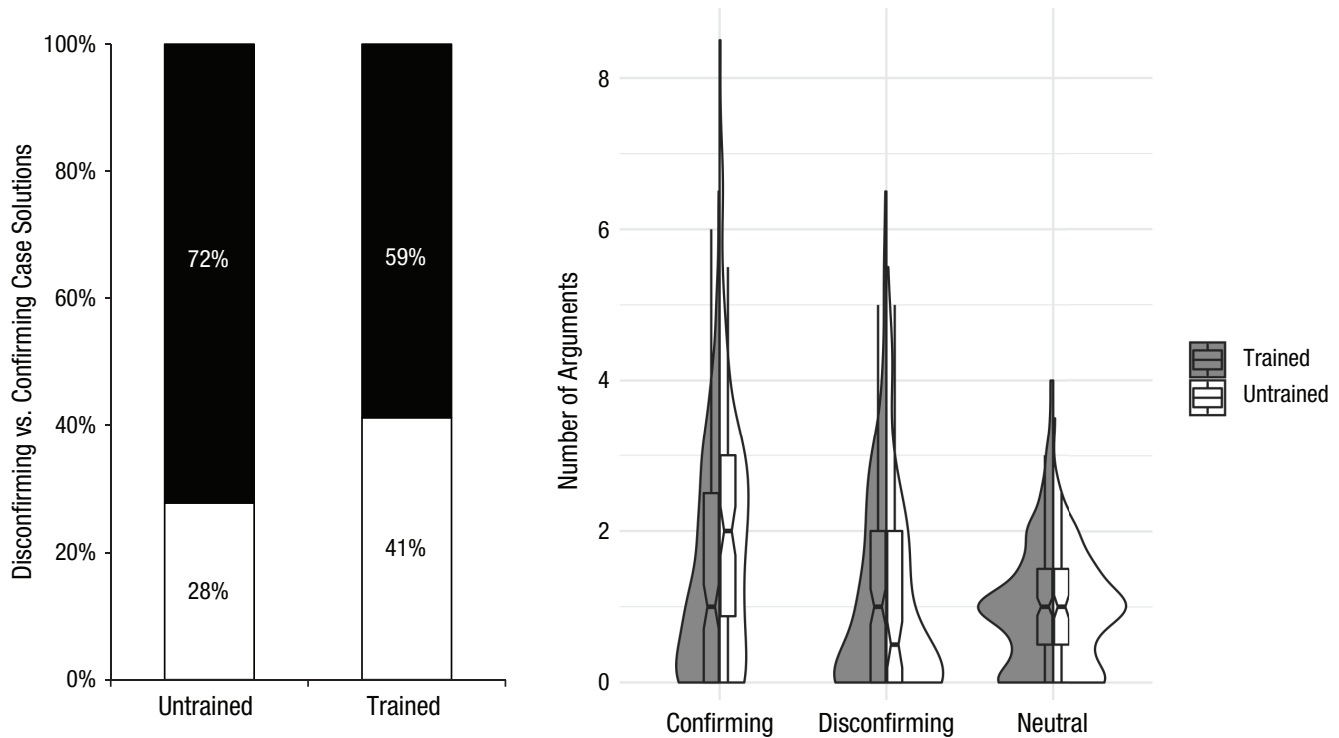 Disconfirming vs. Confirming Case Solutions
100%
80%
60%
40%
20%
0%
72%
28%
59%
41%
Untrained
Trained
Number of Arguments
8
6
4
2
0
Confirming
Disconfirming
Neutral
Trained
Untrained